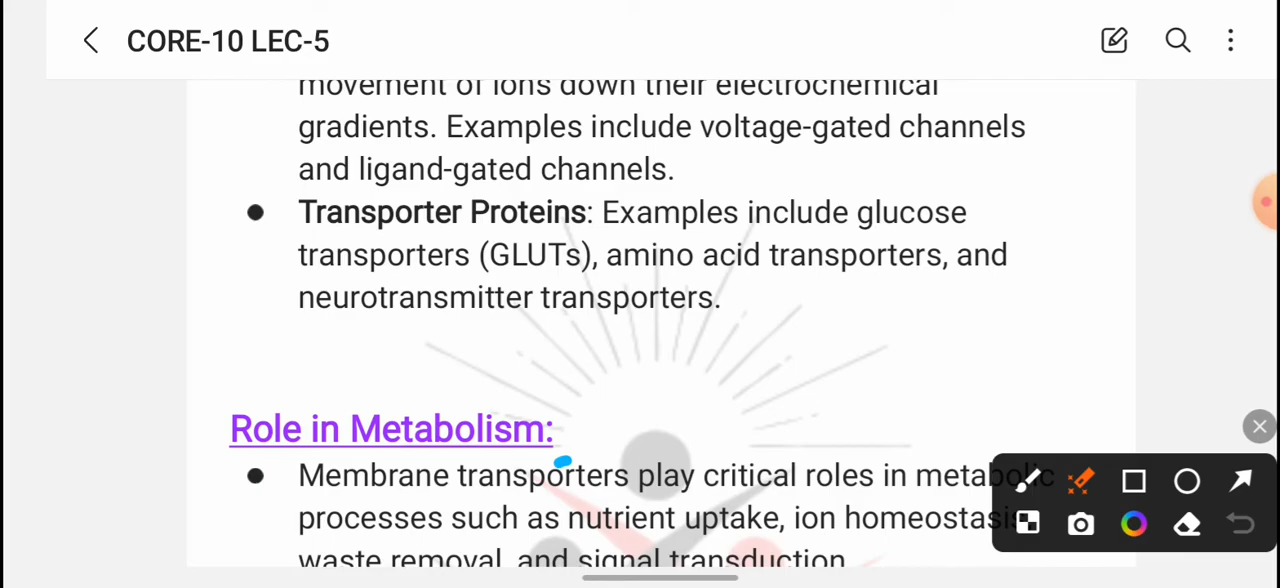 CORE-10 LEC-5
movement of ions down their electrochemical
gradients. Examples include voltage-gated channels
and ligand-gated channels.
● Transporter Proteins: Examples include glucose
transporters (GLUTs), amino acid transporters, and
neurotransmitter transporters.
Role in Metabolism:
● Membrane transporters play critical roles in metabolic
processes such as nutrient uptake, ion homeostasis
waste removal, and signal transduction